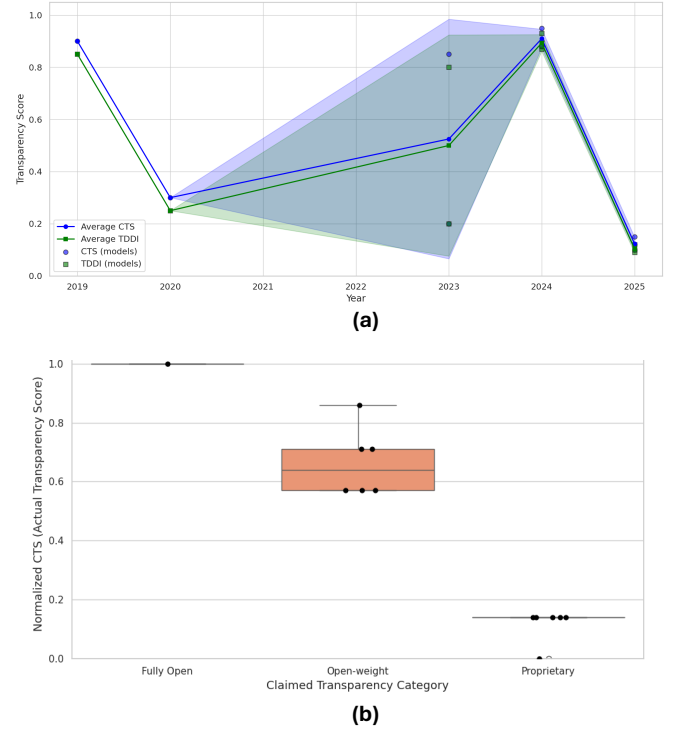 1.0
0.8
0.6
0.4
0.2
0.0
Transparency Score
Average CTS
Average TDDI
CTS (models)
TDDI (models)
2019 2020 2021 2022 2023 2024 2025
Year
(a)
1.0
0.8
0.6
0.4
0.2
0.0
Normalized CTS (Actual Transparency Score)
Fully Open Open-weight Proprietary
Claimed Transparency Category
(b)